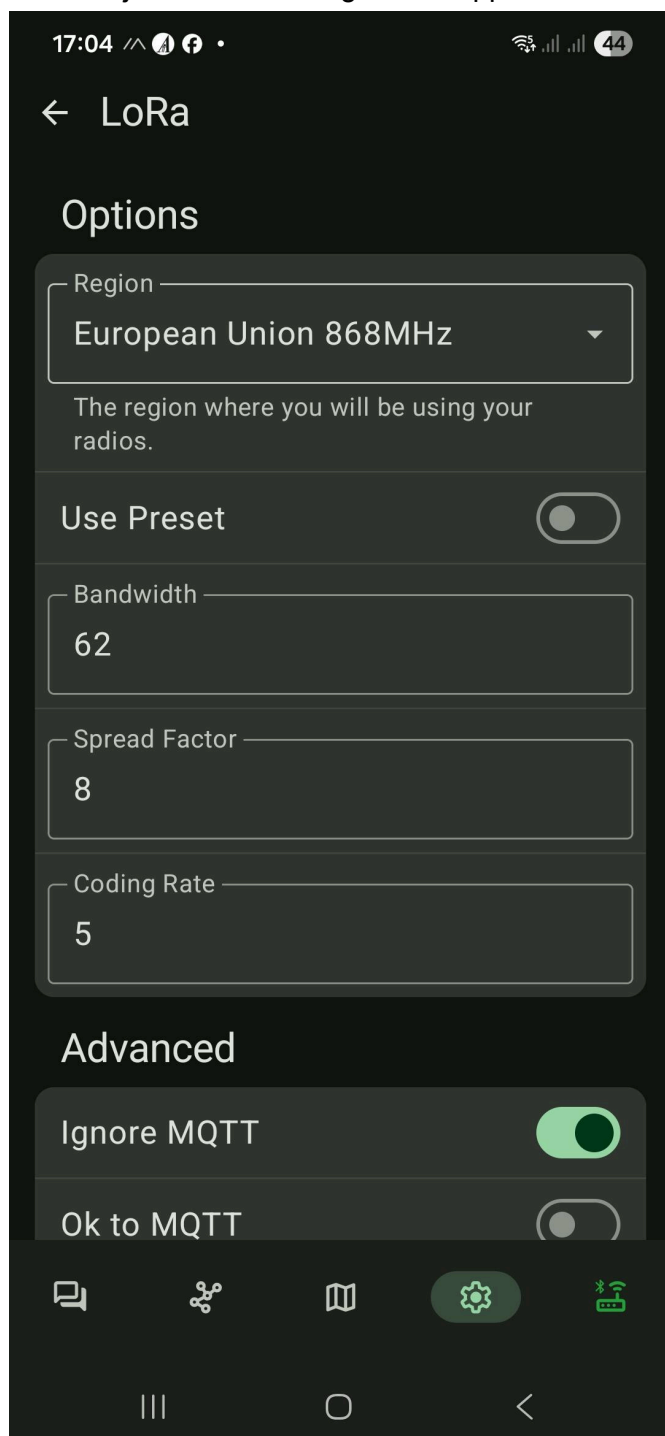 17:04
44
LoRa
Options
Region
European Union 868MHz
The region where you will be using your
radios.
Use Preset
Bandwidth
62
Spread Factor
8
Coding Rate
5
Advanced
Ignore MQTT
Ok to MQTT